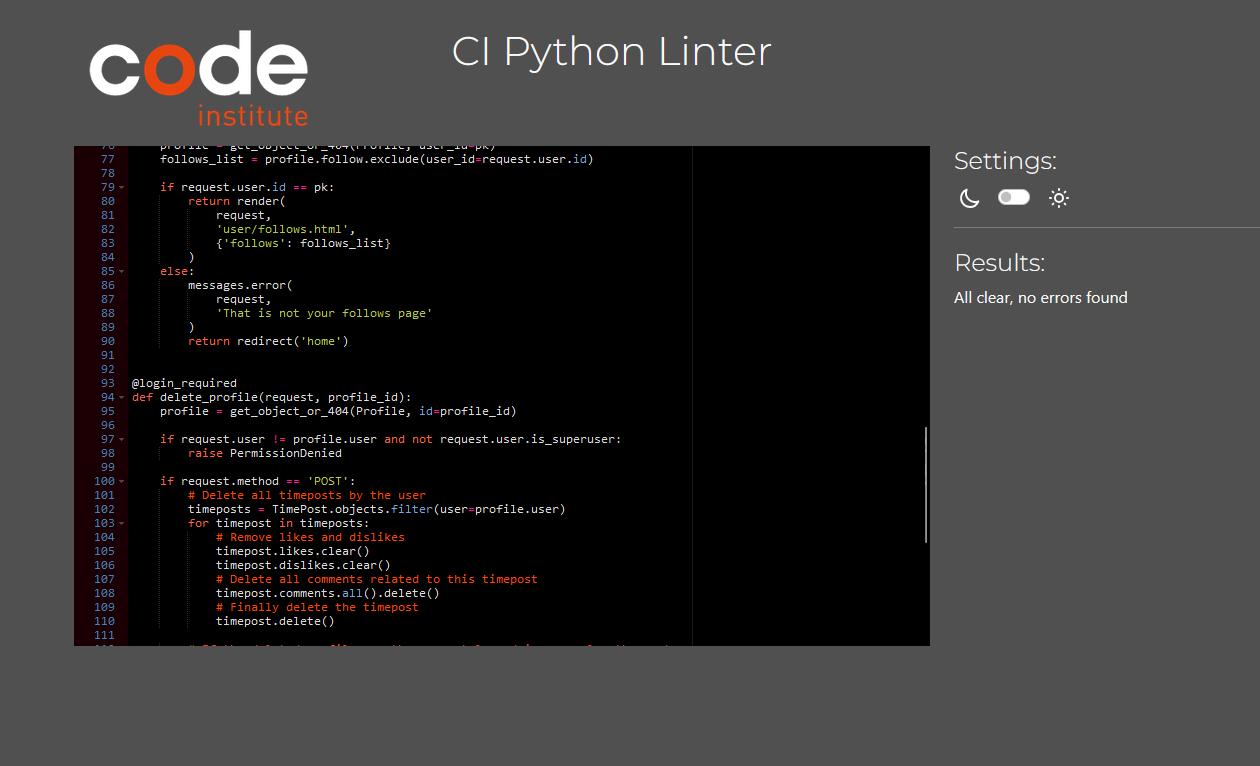 code
institute
CI Python Linter
76 profile = get_object_or_404(Profile, user_id=pk)
77 follows_list = profile.follow.exclude(user_id=request.user.id)
78
79 if request.user.id == pk:
80 return render(
81 request,
82 'user/follows.html',
83 {'follows': follows_list}
84 )
85 else:
86 messages.error(
87 request,
88 'That is not your follows page'
89 )
90 return redirect('home')
91
92
93 @login_required
94 def delete_profile(request, profile_id):
95 profile = get_object_or_404(Profile, id=profile_id)
96
97 if request.user != profile.user and not request.user.is_superuser:
98 raise PermissionDenied
99
100 if request.method == 'POST':
101 # Delete all timeposts by the user
102 timeposts = TimePost.objects.filter(user=profile.user)
103 for timepost in timeposts:
104 # Remove likes and dislikes
105 timepost.likes.clear()
106 timepost.dislikes.clear()
107 # Delete all comments related to this timepost
108 timepost.comments.all().delete()
109 # Finally delete the timepost
110 timepost.delete()
111
Settings:
Results:
All clear, no errors found